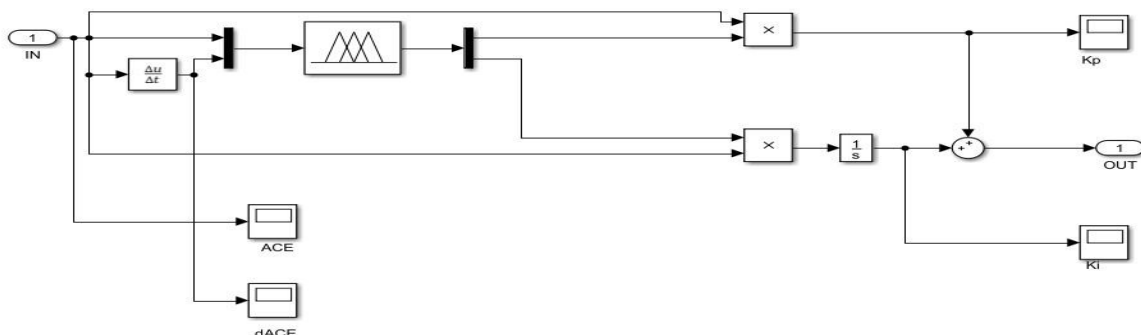 1
IN
Δu
Δt
×
Kp
×
1
s
+
+
1
OUT
ACE
Ki
dACE